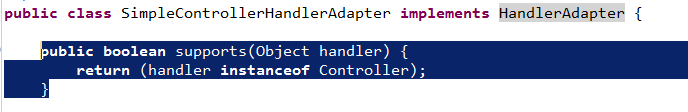 public class SimpleControllerHandlerAdapter implements HandlerAdapter {
public boolean supports(Object handler) {
return (handler instanceof Controller);
}